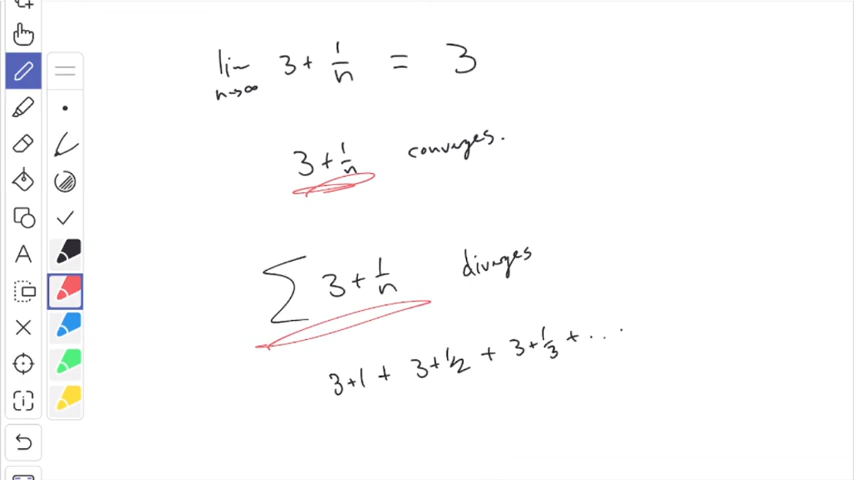 lim n→∞ 3 + 1/n = 3
3 + 1/n converges.
∑ 3 + 1/n diverges
3+1 + 3+1/2 + 3+1/3 + ...
A